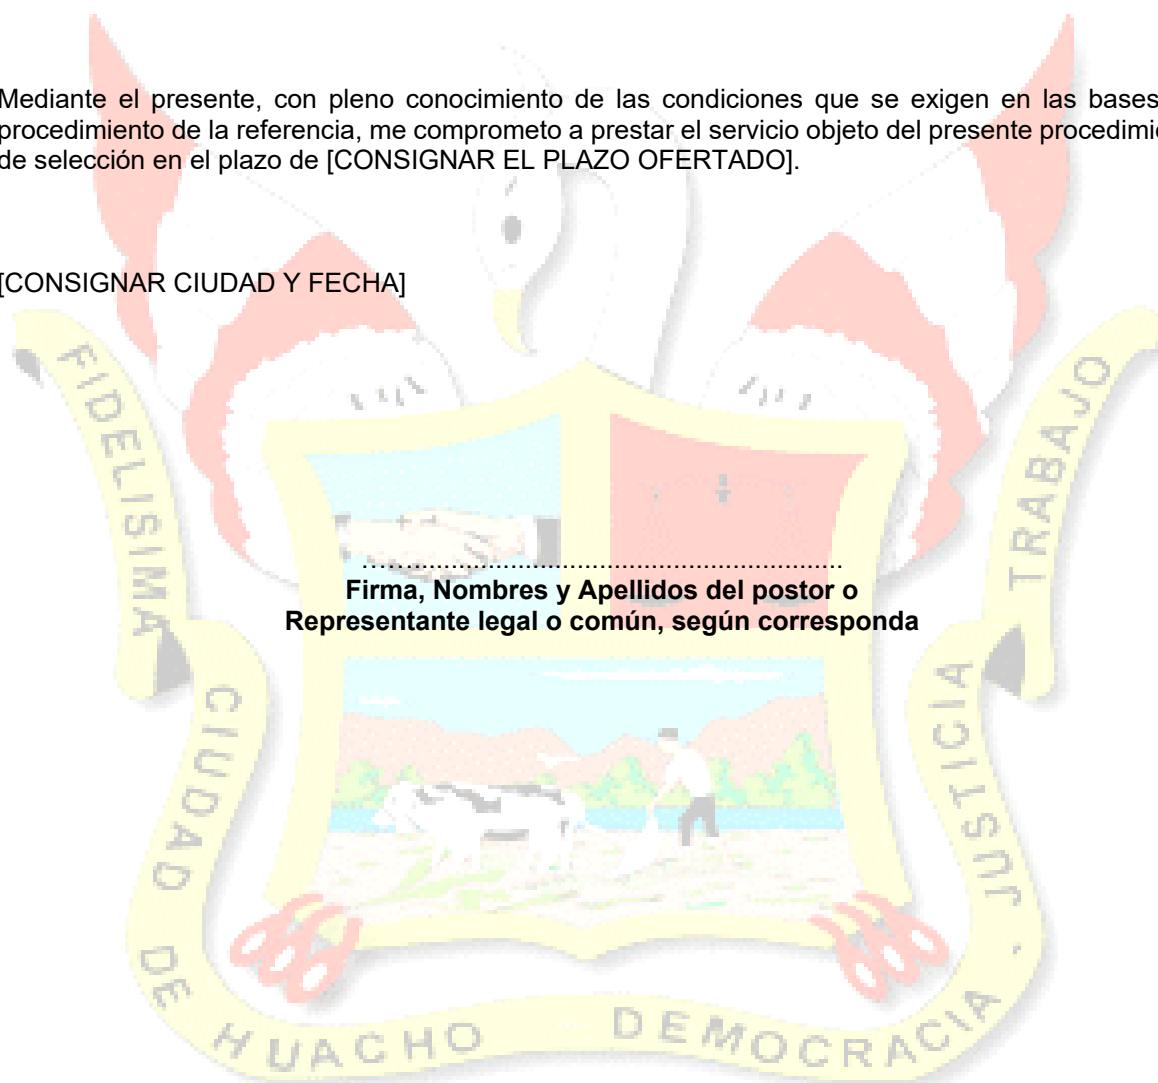 Mediante el presente, con pleno conocimiento de las condiciones que se exigen en las bases
procedimiento de la referencia, me comprometo a prestar el servicio objeto del presente procedimi
de selección en el plazo de [CONSIGNAR EL PLAZO OFERTADO].
[CONSIGNAR CIUDAD Y FECHA]
………………………………………………………
Firma, Nombres y Apellidos del postor o
Representante legal o común, según corresponda
FIDELISIMA CIUDAD DE HUACHO DEMOCRACIA - JUSTICIA TRABAJO